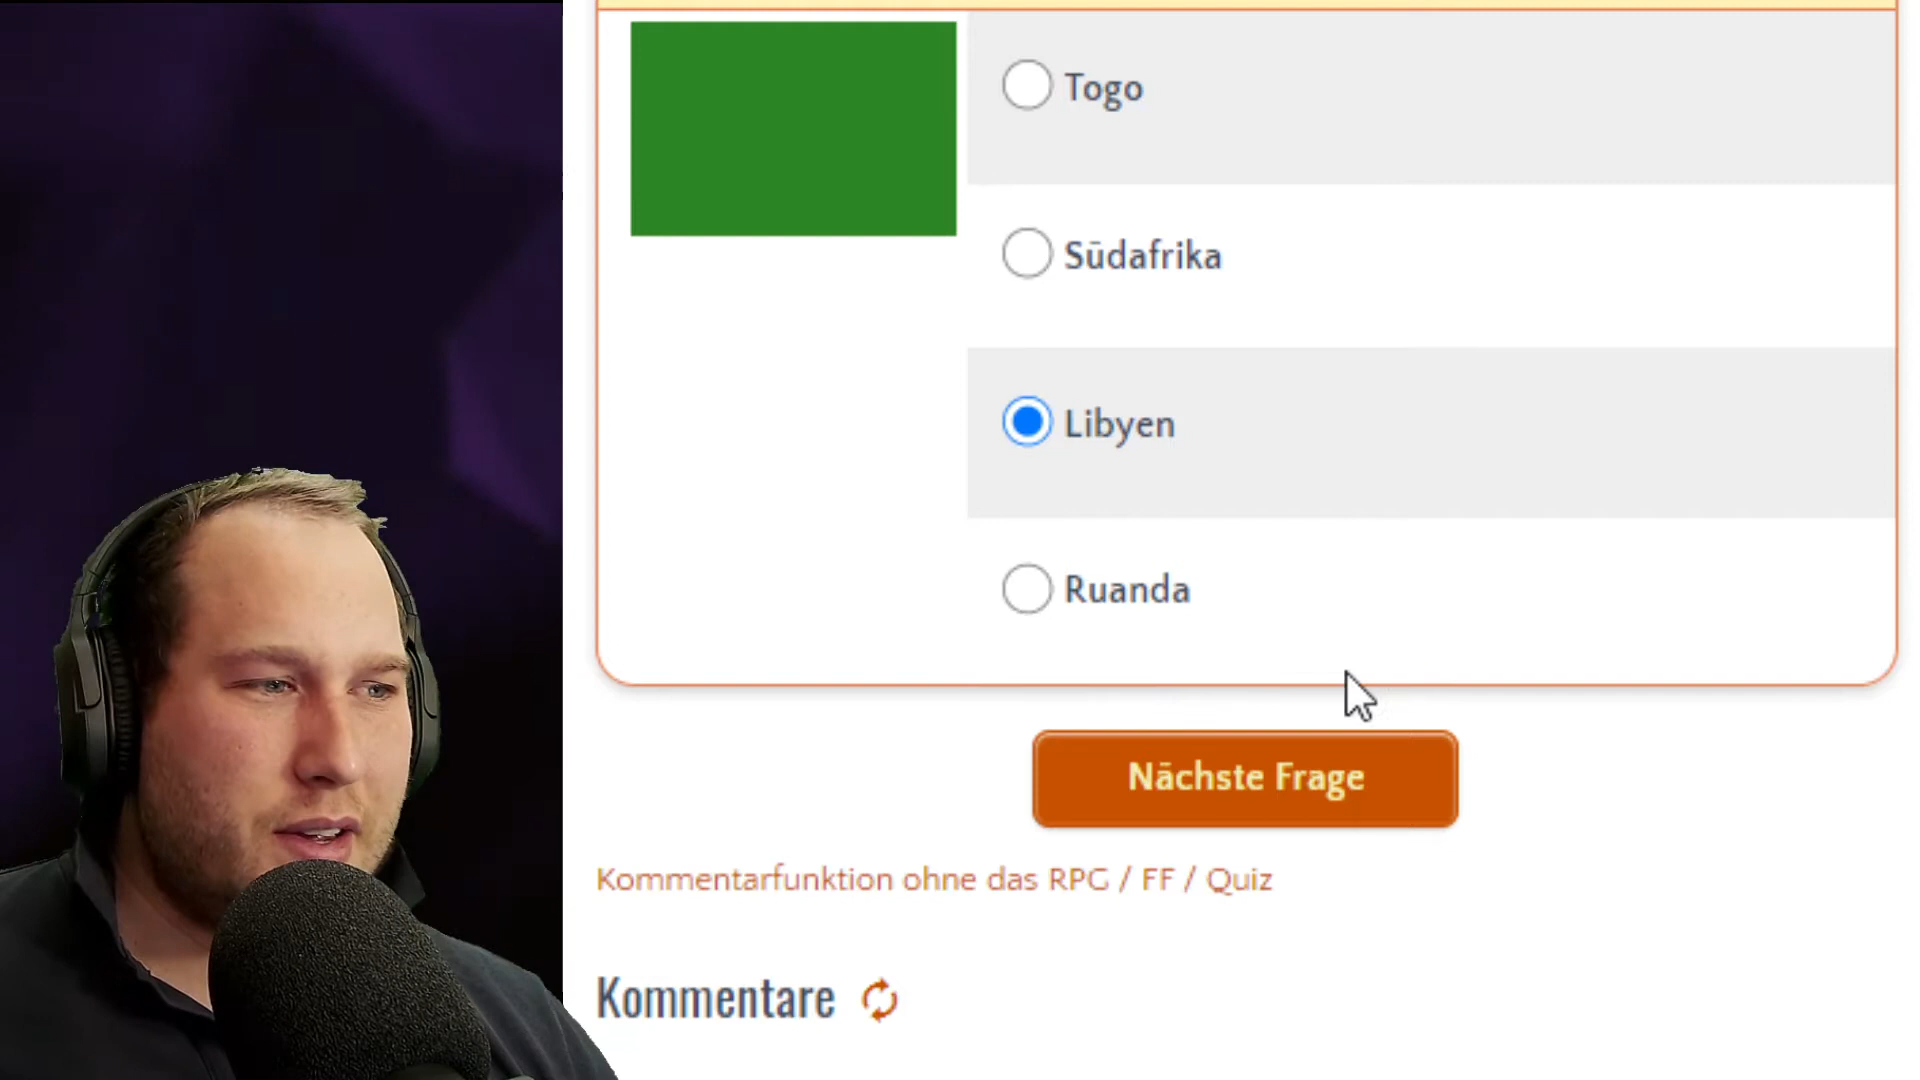 Togo
Südafrika
Libyen
Ruanda
Nächste Frage
Kommentarfunktion ohne das RPG / FF / Quiz
Kommentare